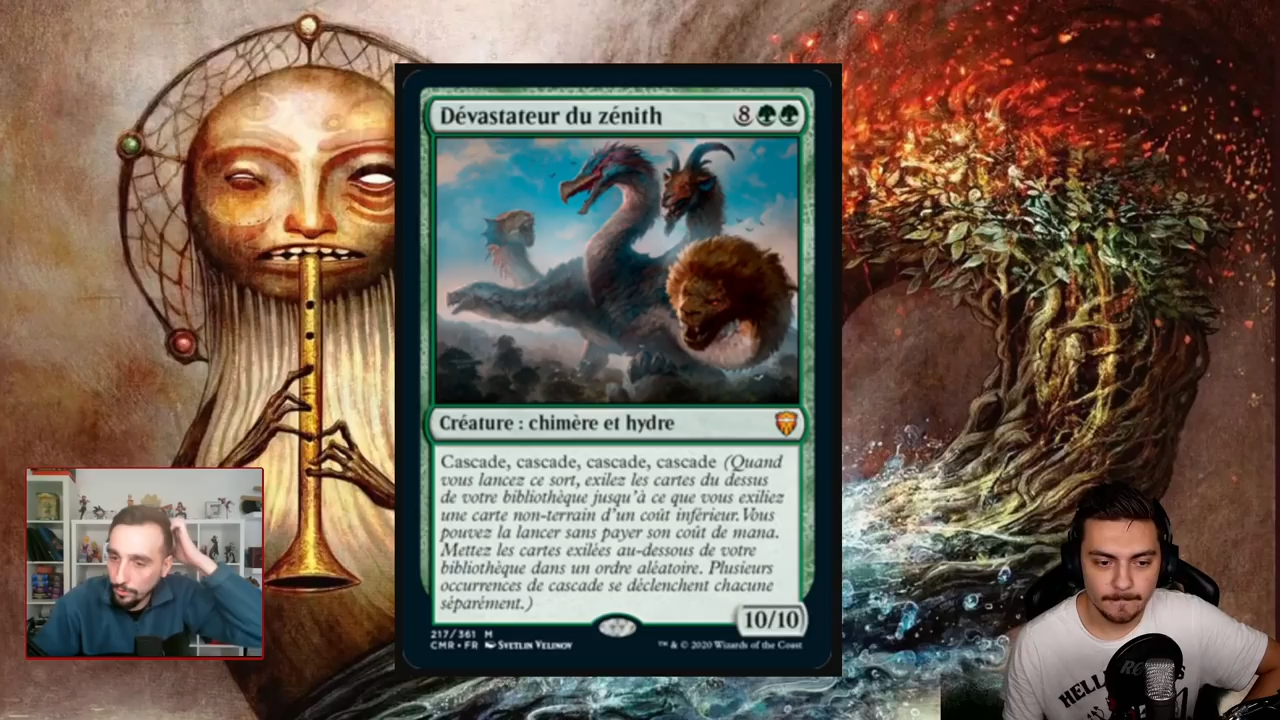 Dévastateur du zénith 8
Créature : chimère et hydre
Cascade, cascade, cascade, cascade (Quand
vous lancez ce sort, exilez les cartes du dessus
de votre bibliothèque jusqu'à ce que vous exiliez
une carte non-terrain d'un coût inférieur. Vous
pouvez la lancer sans payer son coût de mana.
Mettez les cartes exilées au-dessous de votre
bibliothèque dans un ordre aléatoire. Plusieurs
occurrences de cascade se déclenchent chacune
séparément.)
10/10
217/361 M
CMR • FR Svetlin Velinov
™ & © 2020 Wizards of the Coast
HELL